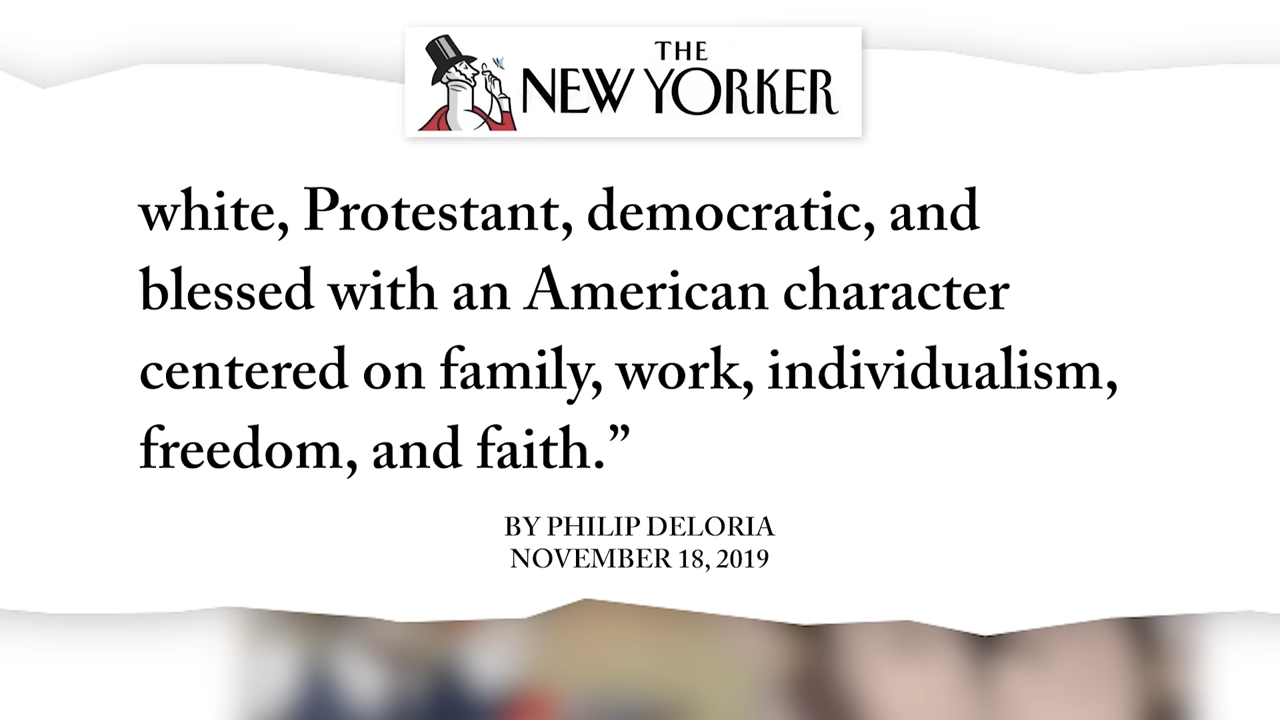 THE
NEW YORKER
white, Protestant, democratic, and
blessed with an American character
centered on family, work, individualism,
freedom, and faith.”
BY PHILIP DELORIA
NOVEMBER 18, 2019